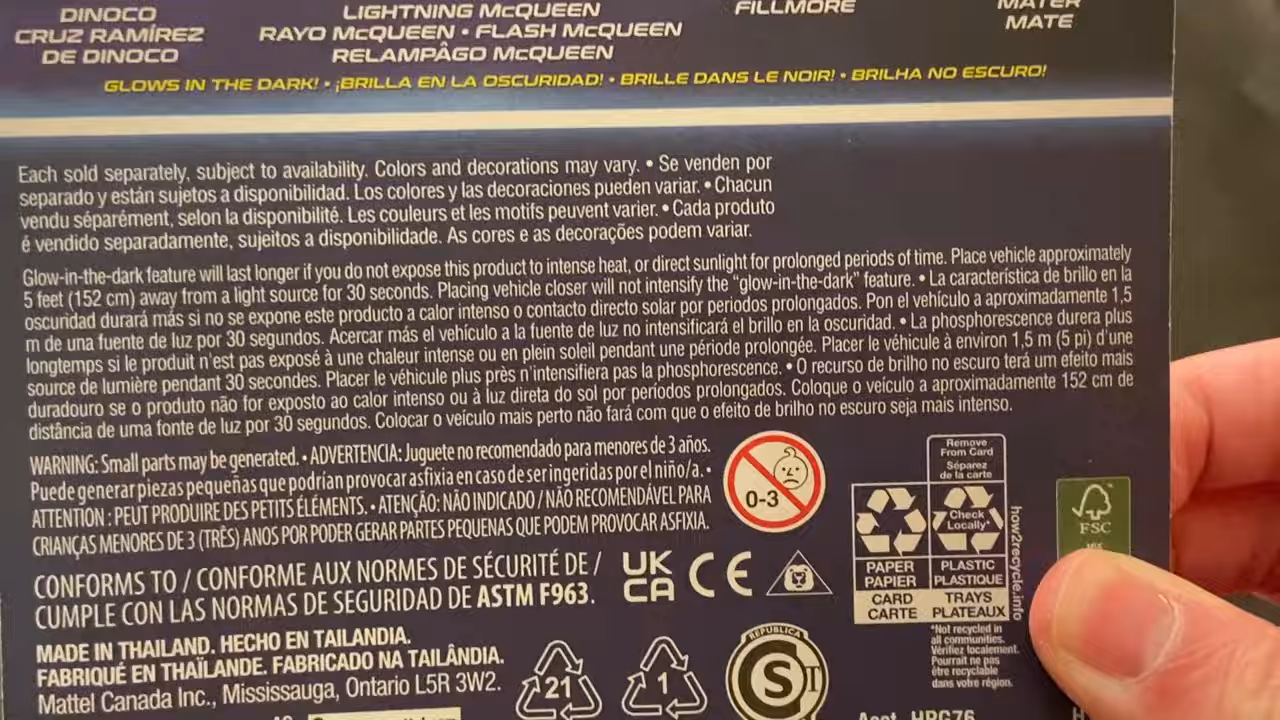 DINOCO
CRUZ RAMÍREZ
DE DINOCO
LIGHTNING McQUEEN
RAYO McQUEEN • FLASH McQUEEN
RELAMPÂGO McQUEEN
FILLMORE
MATER
MATE
GLOWS IN THE DARK! • ¡BRILLA EN LA OSCURIDAD! • BRILLE DANS LE NOIR! • BRILHA NO ESCURO!
Each sold separately, subject to availability. Colors and decorations may vary. • Se venden por
separado y están sujetos a disponibilidad. Los colores y las decoraciones pueden variar. • Chacun
vendu séparément, selon la disponibilité. Les couleurs et les motifs peuvent varier. • Cada produto
é vendido separadamente, sujeitos a disponibilidade. As cores e as decorações podem variar.
Glow-in-the-dark feature will last longer if you do not expose this product to intense heat, or direct sunlight for prolonged periods of time. Place vehicle approximately
5 feet (152 cm) away from a light source for 30 seconds. Placing vehicle closer will not intensify the “glow-in-the-dark” feature. • La característica de brillo en la
oscuridad durará más si no se expone este producto a calor intenso o contacto directo solar por periodos prolongados. Pon el vehículo a aproximadamente 1,5
m de una fuente de luz por 30 segundos. Acercar más el vehículo a la fuente de luz no intensificará el brillo en la oscuridad. • La phosphorescence durera plus
longtemps si le produit n'est pas exposé à une chaleur intense ou en plein soleil pendant une période prolongée. Placer le véhicule à environ 1,5 m (5 pi) d'une
source de lumière pendant 30 secondes. Placer le véhicule plus près n'intensifiera pas la phosphorescence. • O recurso de brilho no escuro terá um efeito mais
duradouro se o produto não for exposto ao calor intenso ou à luz direta do sol por períodos prolongados. Coloque o veículo a aproximadamente 152 cm de
distância de uma fonte de luz por 30 segundos. Colocar o veículo mais perto não fará com que o efeito de brilho no escuro seja mais intenso.
WARNING: Small parts may be generated. • ADVERTENCIA: Juguete no recomendado para menores de 3 años.
Puede generar piezas pequeñas que podrían provocar asfixia en caso de ser ingeridas por el niño/a. •
ATTENTION : PEUT PRODUIRE DES PETITS ÉLÉMENTS. • ATENÇÃO: NÃO INDICADO / NÃO RECOMENDÁVEL PARA
CRIANÇAS MENORES DE 3 (TRÊS) ANOS POR PODER GERAR PARTES PEQUENAS QUE PODEM PROVOCAR ASFIXIA.
0-3
CONFORMS TO / CONFORME AUX NORMES DE SÉCURITÉ DE /
CUMPLE CON LAS NORMAS DE SEGURIDAD DE ASTM F963.
UK
CA
CE
MADE IN THAILAND. HECHO EN TAILANDIA.
FABRIQUÉ EN THAÏLANDE. FABRICADO NA TAILÂNDIA.
Mattel Canada Inc., Mississauga, Ontario L5R 3W2.
21
1
REPUBLICA
S
Remove
From Card
Séparez
de la carte
Check
Locally*
PAPER
PAPIER
PLASTIC
PLASTIQUE
CARD
CARTE
TRAYS
PLATEAUX
how2recycle.info
*Not recycled in
all communities.
Vérifiez localement.
Pourrait ne pas
être recyclable
dans votre région.
FSC
MIX
Asst. HPG76